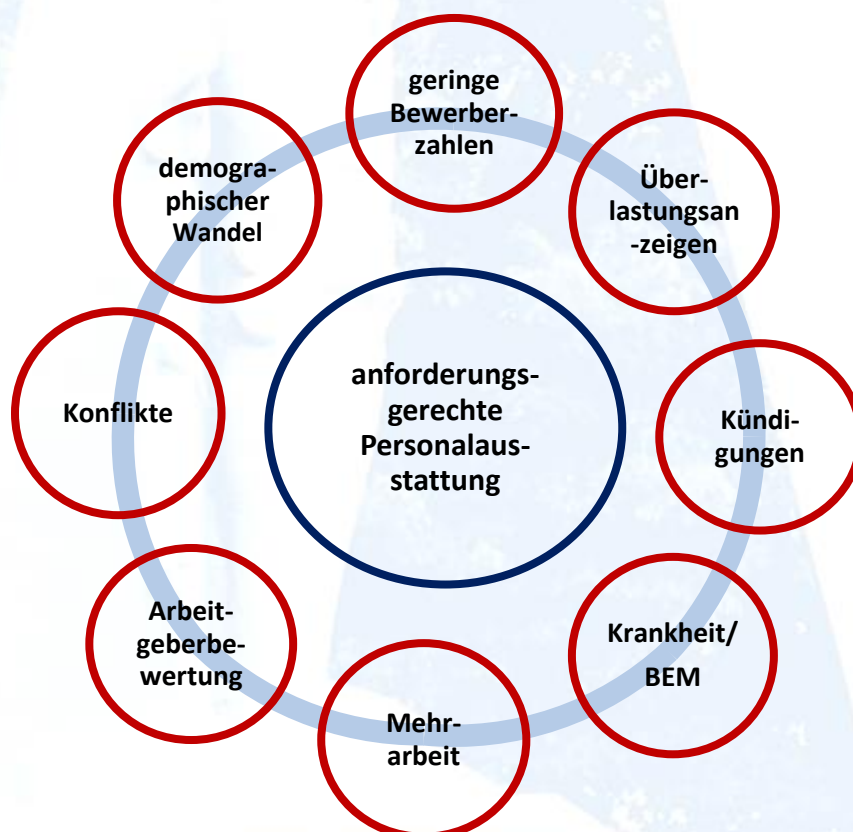 geringe
Bewerber-
zahlen
Über-
lastungsan
-zeigen
Kündi-
gungen
Krankheit/
BEM
Mehr-
arbeit
Arbeit-
geberbe-
wertung
Konflikte
demogra-
phischer
Wandel
anforderungs-
gerechte
Personalaus-
stattung